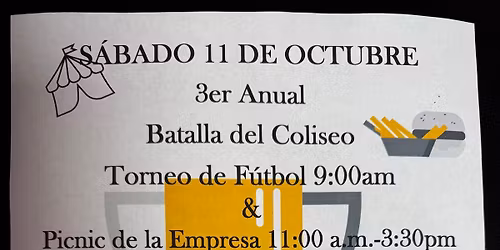 SÁBADO 11 DE OCTUBRE
3er Anual
Batalla del Coliseo
Torneo de Fútbol 9:00am
&
Picnic de la Empresa 11:00 a.m.-3:30pm